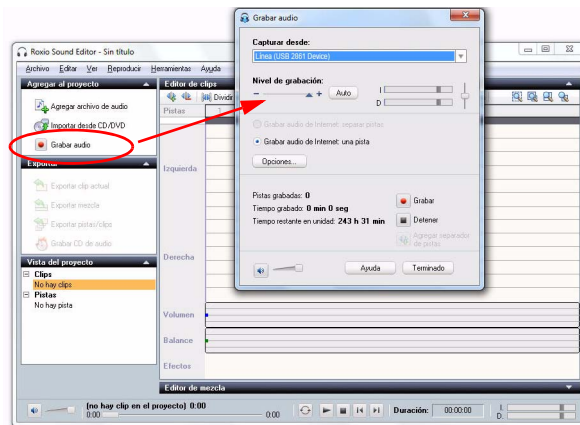 Grabar audio
Capturar desde:
Línea (USB 2861 Device)
Nivel de grabación:
- + Auto
I
D
Grabar audio de Internet: separar pistas
Grabar audio de Internet: una pista
Opciones...
Pistas grabadas: 0
Tiempo grabado: 0 min 0 seg
Tiempo restante en unidad: 243 h 31 min
Grabar
Detener
Agregar separador
de pistas
Ayuda Terminado
Roxio Sound Editor - Sin título
Archivo Editar Ver Reproducir Herramientas Ayuda
Agregar al proyecto
Agregar archivo de audio
Importar desde CD/DVD
Grabar audio
Exportar
Exportar clip actual
Exportar mezcla
Exportar pistas/clips
Grabar CD de audio
Vista del proyecto
Clips
No hay clips
Pistas
No hay pista
Editor de clips
Dividir
Pistas
Izquierda
Derecha
Volumen
Balance
Efectos
Editor de mezcla
(no hay clip en el proyecto) 0:00
0:00 0:00
Duración: 00:00:00
I.
D.